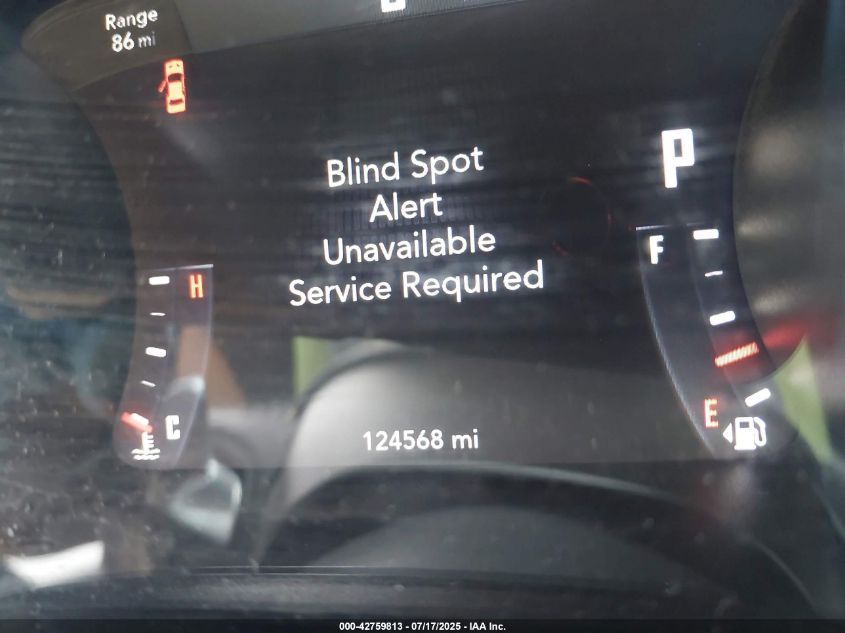 Range
86 mi
P
Blind Spot
Alert
Unavailable
Service Required
F
H
E
C
124568 mi
000-42759813 - 07/17/2025 - IAA Inc.